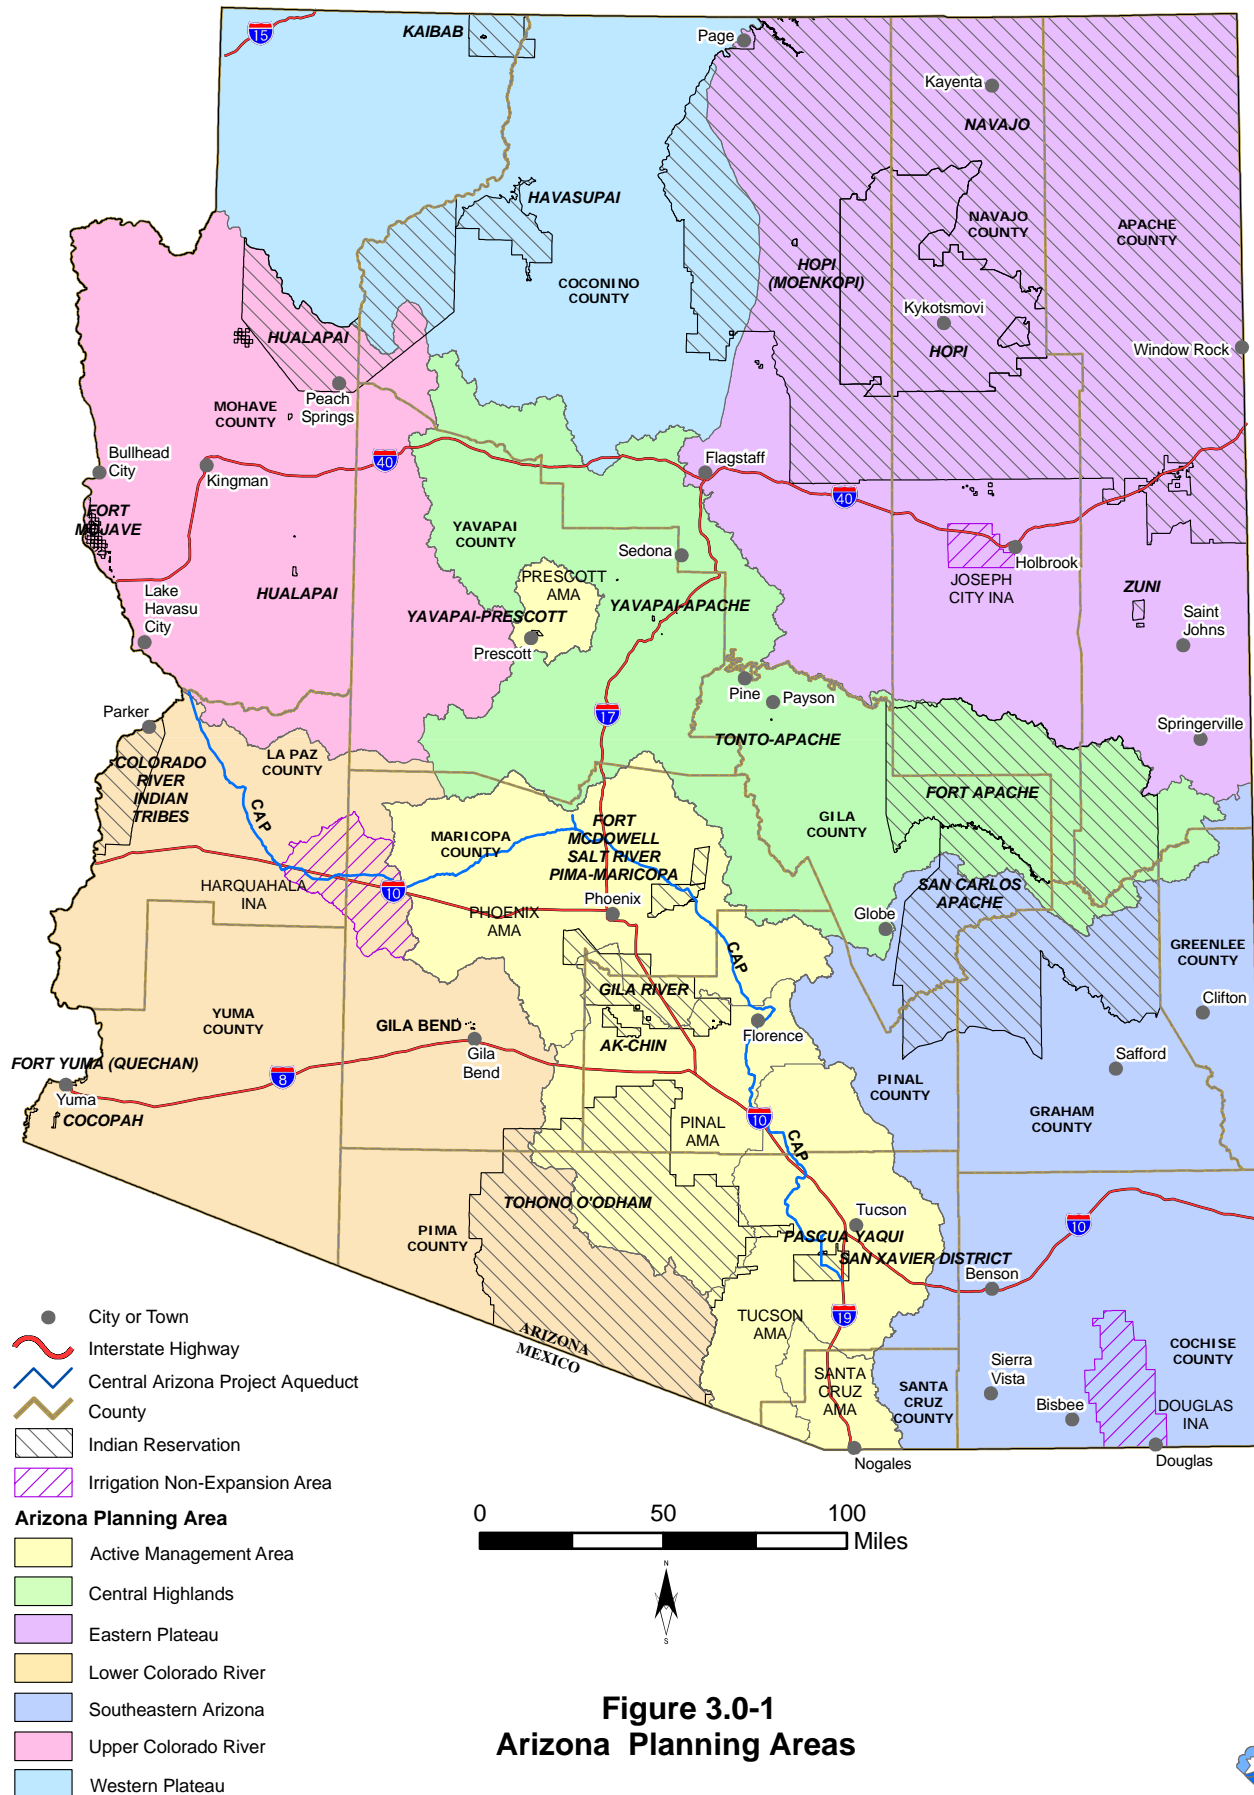 15
KAIBAB
Page
Kayenta
NAVAJO
HAVASUPAI
NAVAJO
COUNTY
APACHE
COUNTY
COCONINO
COUNTY
HOPI
(MOENKOPI)
Kykotsmovi
HOPI
Window Rock
HUALAPAI
Peach
Springs
MOHAVE
COUNTY
Bullhead
City
Kingman
40
Flagstaff
40
FORT
MOJAVE
YAVAPAI
COUNTY
Sedona
Holbrook
JOSEPH
CITY INA
PRESCOTT
AMA
ZUNI
Lake
Havasu
City
HUALAPAI
YAVAPAI-PRESCOTT
YAVAPAI-APACHE
Saint
Johns
Prescott
Pine
Payson
Parker
17
TONTO-APACHE
Springerville
LA PAZ
COUNTY
COLORADO
RIVER
INDIAN
TRIBES
CAP
FORT APACHE
GILA
COUNTY
MARICOPA
COUNTY
FORT
MCDOWELL
SALT RIVER
PIMA-MARICOPA
HARQUAHALA
INA
10
PHOENIX
AMA
Phoenix
SAN CARLOS
APACHE
Globe
GREENLEE
COUNTY
CAP
GILA RIVER
Clifton
YUMA
COUNTY
GILA BEND
Gila
Bend
AK-CHIN
Florence
FORT YUMA (QUECHAN)
8
Yuma
COCOPAH
Safford
PINAL
COUNTY
GRAHAM
COUNTY
10
PINAL
AMA
CAP
TOHONO O'ODHAM
Tucson
10
PIMA
COUNTY
PASCUA YAQUI
SAN XAVIER DISTRICT
Benson
19
TUCSON
AMA
ARIZONA
MEXICO
COCHISE
COUNTY
SANTA
CRUZ
AMA
SANTA
CRUZ
COUNTY
Sierra
Vista
Bisbee
DOUGLAS
INA
Nogales
Douglas
City or Town
Interstate Highway
Central Arizona Project Aqueduct
County
Indian Reservation
Irrigation Non-Expansion Area
Arizona Planning Area
Active Management Area
Central Highlands
Eastern Plateau
Lower Colorado River
Southeastern Arizona
Upper Colorado River
Western Plateau
0 50 100
Miles
N
S
Figure 3.0-1
Arizona Planning Areas